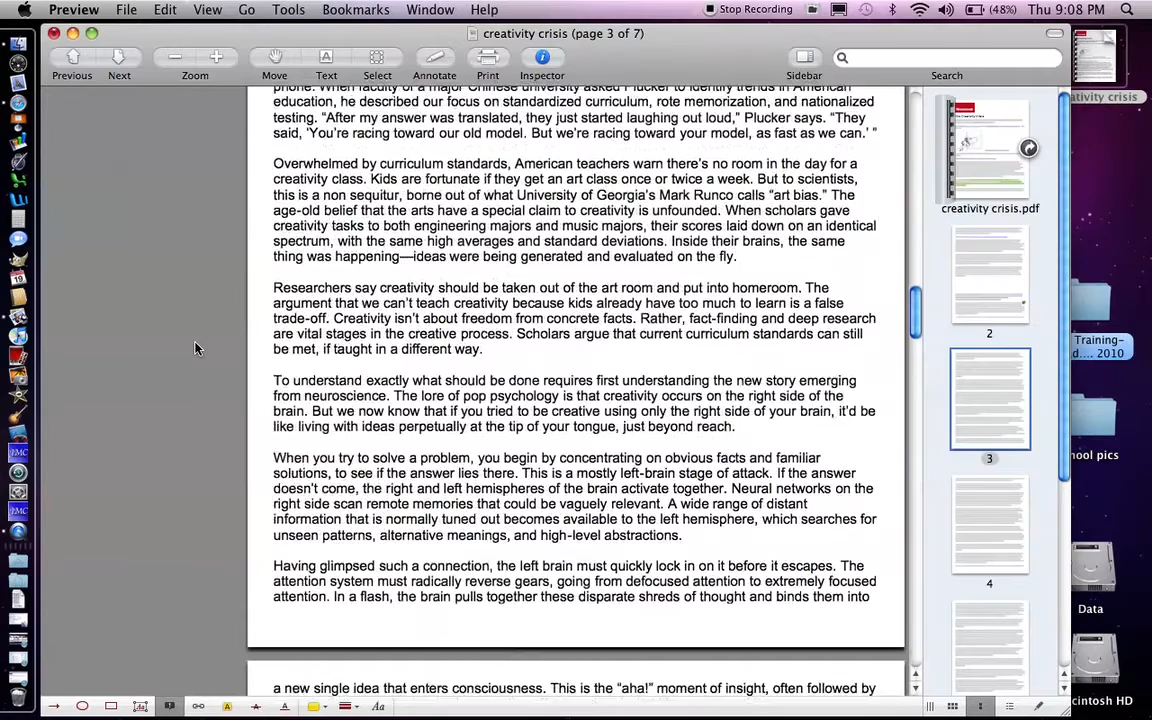 Preview File Edit View Go Tools Bookmarks Window Help
Stop Recording (48%) Thu 9:08 PM
creativity crisis (page 3 of 7)
Previous Next Zoom Move Text Select Annotate Print Inspector Sidebar Search
phone. When faculty of a major Chinese university asked Plucker to identify trends in American
education, he described our focus on standardized curriculum, rote memorization, and nationalized
testing. “After my answer was translated, they just started laughing out loud,” Plucker says. “They
said, ‘You’re racing toward our old model. But we’re racing toward your model, as fast as we can.’ ”
Overwhelmed by curriculum standards, American teachers warn there’s no room in the day for a
creativity class. Kids are fortunate if they get an art class once or twice a week. But to scientists,
this is a non sequitur, borne out of what University of Georgia’s Mark Runco calls “art bias.” The
age-old belief that the arts have a special claim to creativity is unfounded. When scholars gave
creativity tasks to both engineering majors and music majors, their scores laid down on an identical
spectrum, with the same high averages and standard deviations. Inside their brains, the same
thing was happening—ideas were being generated and evaluated on the fly.
Researchers say creativity should be taken out of the art room and put into homeroom. The
argument that we can’t teach creativity because kids already have too much to learn is a false
trade-off. Creativity isn’t about freedom from concrete facts. Rather, fact-finding and deep research
are vital stages in the creative process. Scholars argue that current curriculum standards can still
be met, if taught in a different way.
To understand exactly what should be done requires first understanding the new story emerging
from neuroscience. The lore of pop psychology is that creativity occurs on the right side of the
brain. But we now know that if you tried to be creative using only the right side of your brain, it’d be
like living with ideas perpetually at the tip of your tongue, just beyond reach.
When you try to solve a problem, you begin by concentrating on obvious facts and familiar
solutions, to see if the answer lies there. This is a mostly left-brain stage of attack. If the answer
doesn’t come, the right and left hemispheres of the brain activate together. Neural networks on the
right side scan remote memories that could be vaguely relevant. A wide range of distant
information that is normally tuned out becomes available to the left hemisphere, which searches for
unseen patterns, alternative meanings, and high-level abstractions.
Having glimpsed such a connection, the left brain must quickly lock in on it before it escapes. The
attention system must radically reverse gears, going from defocused attention to extremely focused
attention. In a flash, the brain pulls together these disparate shreds of thought and binds them into
a new single idea that enters consciousness. This is the “aha!” moment of insight, often followed by
creativity crisis.pdf
2
3
4
eativity crisis
Training-
d.... 2010
hool pics
Data
acintosh HD
Aa